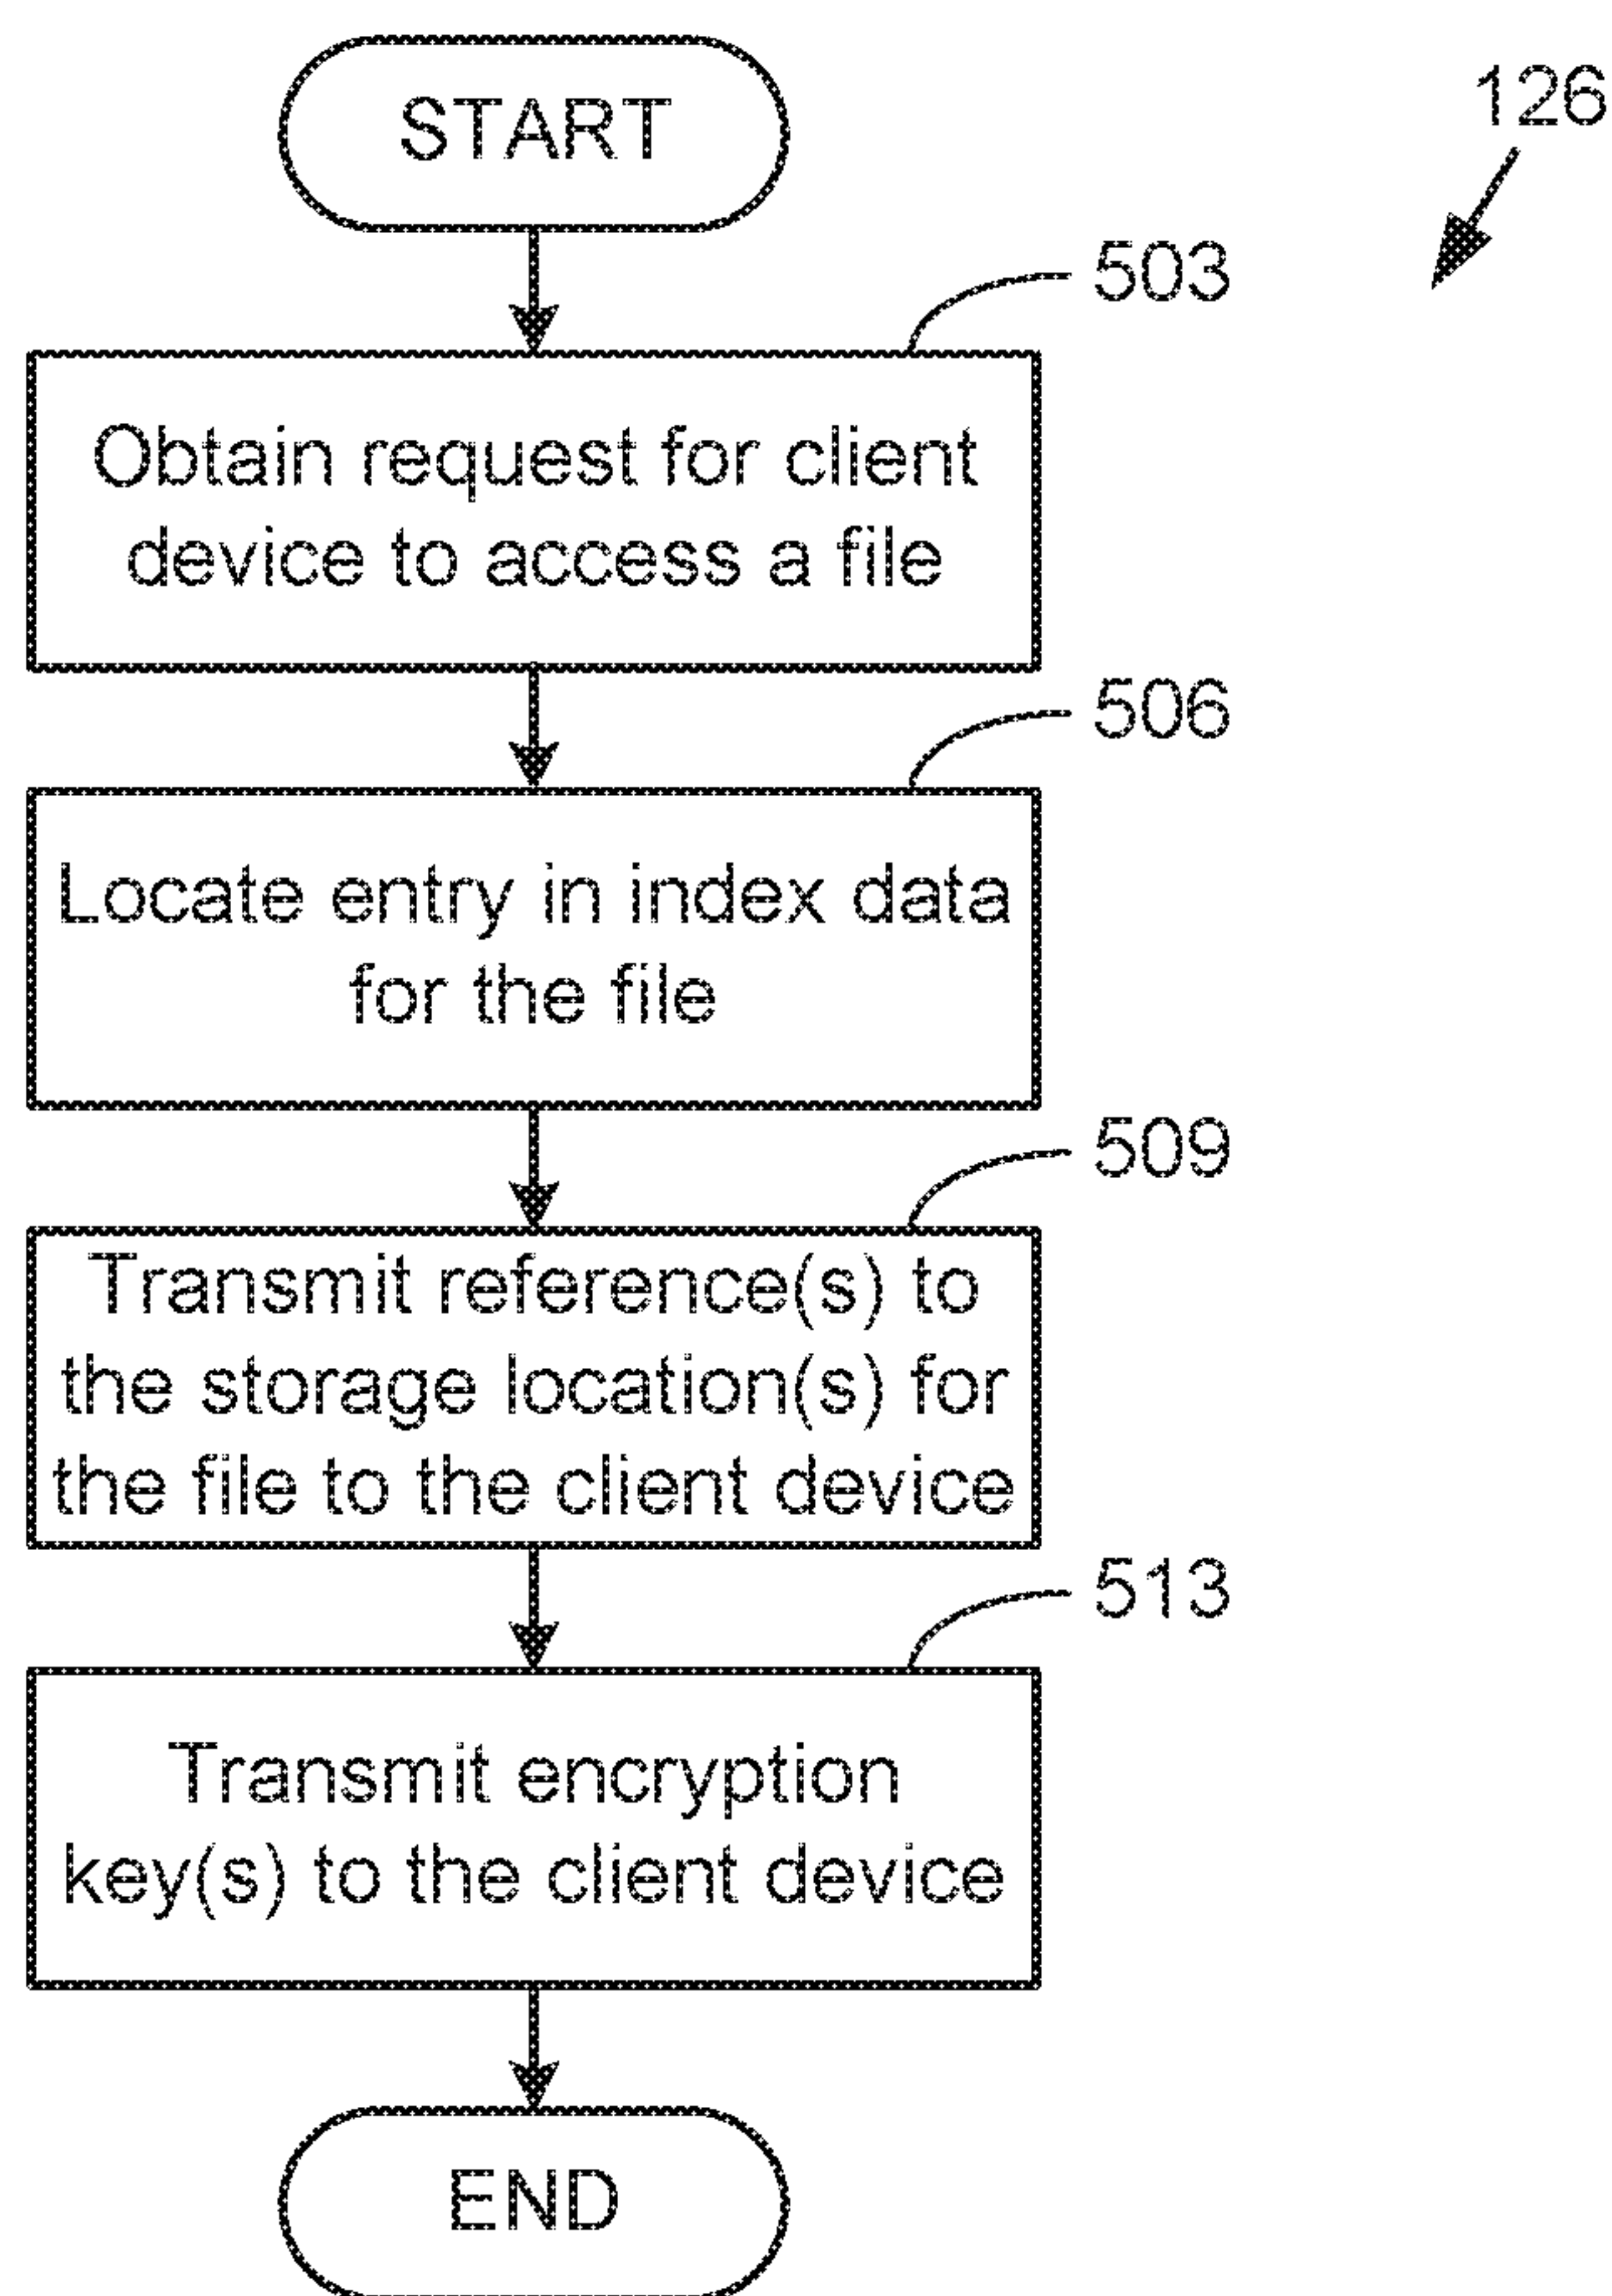 START
126
503
Obtain request for client
device to access a file
506
Locate entry in index data
for the file
509
Transmit reference(s) to
the storage location(s) for
the file to the client device
513
Transmit encryption
key(s) to the client device
END